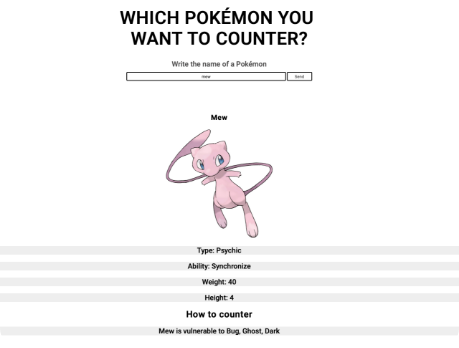 WHICH POKÉMON YOU
WANT TO COUNTER?
Write the name of a Pokémon
mew
Send
Mew
Type: Psychic
Ability: Synchronize
Weight: 40
Height: 4
How to counter
Mew is vulnerable to Bug, Ghost, Dark